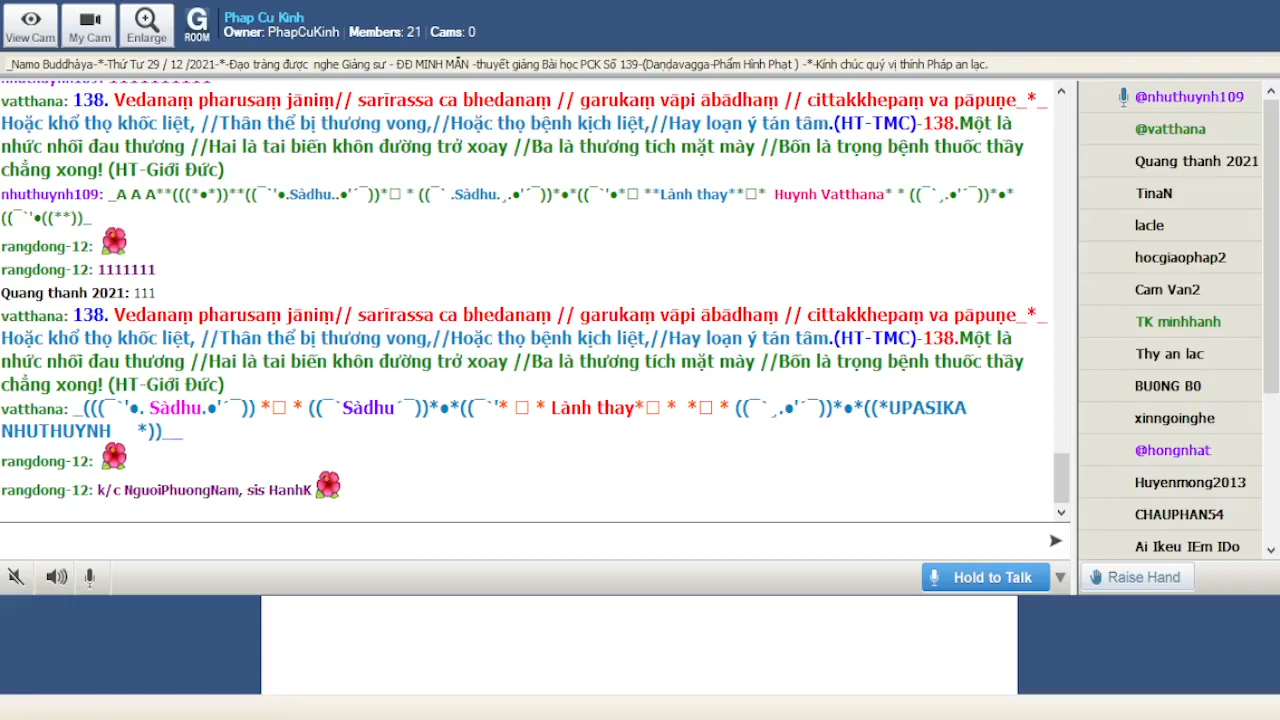 View Cam
My Cam
Enlarge
G
ROOM
Phap Cu Kinh
Owner: PhapCuKinh | Members: 21 | Cams: 0
_Namo Buddhàya-*-Thứ Tư 29 / 12 /2021-*-Đạo tràng được nghe Giảng sư - ĐĐ MINH MẪN -thuyết giảng Bài học PCK Số 139-(Daṇḍavagga-Phẩm Hình Phạt ) -*-Kính chúc quý vị thính Pháp an lạc.
vatthana: 138. Vedanaṃ pharusaṃ jāniṃ// sarīrassa ca bhedanaṃ // garukaṃ vāpi ābādhaṃ // cittakkhepaṃ va pāpuṇe_*_
Hoặc khổ thọ khốc liệt, //Thân thể bị thương vong,//Hoặc thọ bệnh kịch liệt,//Hay loạn ý tán tâm.(HT-TMC)-138.Một là
nhức nhối đau thương //Hai là tai biến khôn đường trở xoay //Ba là thương tích mặt mày //Bốn là trọng bệnh thuốc thầy
chẳng xong! (HT-Giới Đức)
nhuthuynh109: _A A A**(((*●*))**((¯`'●.Sàdhu..●'´¯))*□ * ((¯` .Sàdhu.¸.●'´¯))*●*((¯`'●*□ **Lành thay**□* Huynh Vatthana* * ((¯`¸.●'´¯))*●*
((¯`'●((**))_
rangdong-12:
rangdong-12: 1111111
Quang thanh 2021: 111
vatthana: 138. Vedanaṃ pharusaṃ jāniṃ// sarīrassa ca bhedanaṃ // garukaṃ vāpi ābādhaṃ // cittakkhepaṃ va pāpuṇe_*_
Hoặc khổ thọ khốc liệt, //Thân thể bị thương vong,//Hoặc thọ bệnh kịch liệt,//Hay loạn ý tán tâm.(HT-TMC)-138.Một là
nhức nhối đau thương //Hai là tai biến khôn đường trở xoay //Ba là thương tích mặt mày //Bốn là trọng bệnh thuốc thầy
chẳng xong! (HT-Giới Đức)
vatthana: _(((¯`'●. Sàdhu.●'´¯)) *□ * ((¯`Sàdhu´¯))*●*((¯`'* □ * Lành thay*□ * *□ * ((¯`¸.●'´¯))*●*((*UPASIKA
NHUTHUYNH *))__
rangdong-12:
rangdong-12: k/c NguoiPhuongNam, sis HanhK
Hold to Talk
@nhuthuynh109
@vatthana
Quang thanh 2021
TinaN
lacle
hocgiaophap2
Cam Van2
TK minhhanh
Thy an lac
BU0NG B0
xinngoinghe
@hongnhat
Huyenmong2013
CHAUPHAN54
Ai Ikeu IEm IDo
Raise Hand